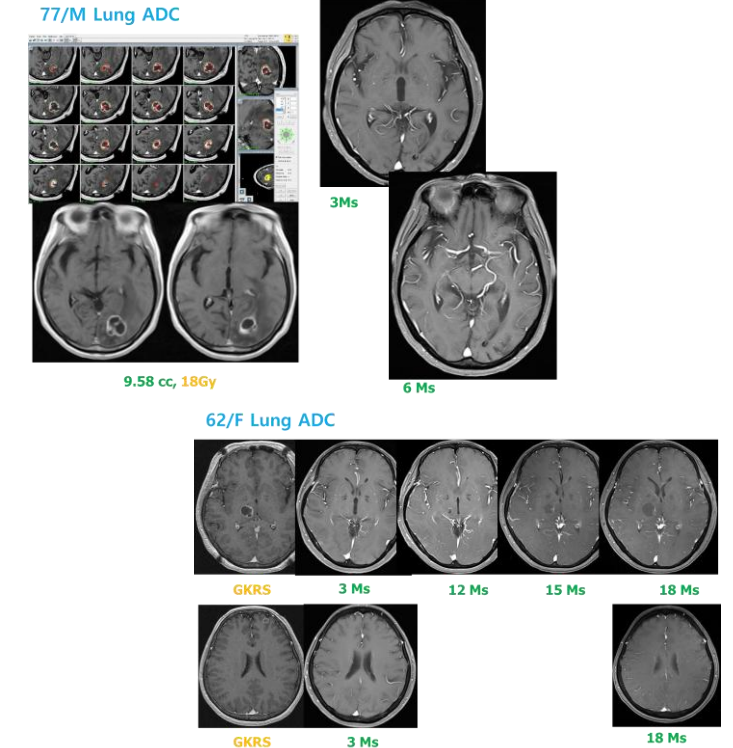 77/M Lung ADC
3Ms
9.58 cc, 18Gy
6 Ms
62/F Lung ADC
GKRS
3 Ms
12 Ms
15 Ms
18 Ms
GKRS
3 Ms
18 Ms